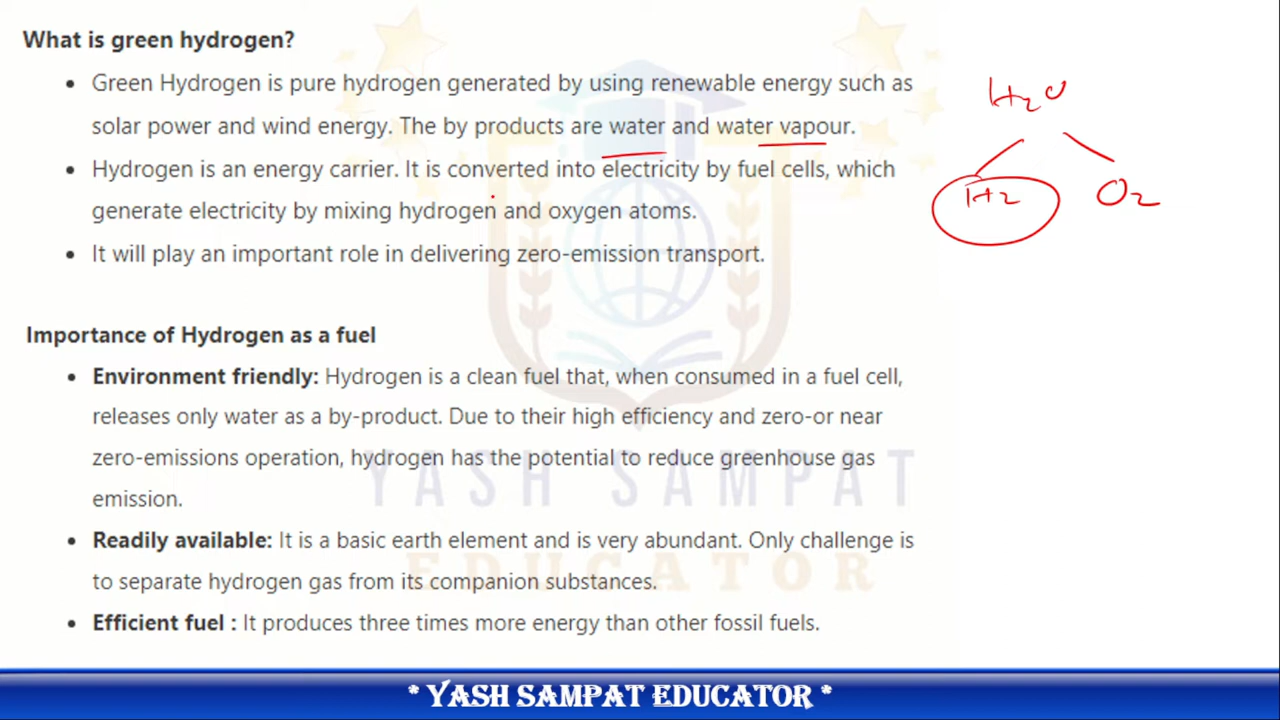 What is green hydrogen?
• Green Hydrogen is pure hydrogen generated by using renewable energy such as
solar power and wind energy. The by products are water and water vapour.
• Hydrogen is an energy carrier. It is converted into electricity by fuel cells, which
generate electricity by mixing hydrogen and oxygen atoms.
• It will play an important role in delivering zero-emission transport.
H2O
H2 O2
Importance of Hydrogen as a fuel
• Environment friendly: Hydrogen is a clean fuel that, when consumed in a fuel cell,
releases only water as a by-product. Due to their high efficiency and zero-or near
zero-emissions operation, hydrogen has the potential to reduce greenhouse gas
emission.
• Readily available: It is a basic earth element and is very abundant. Only challenge is
to separate hydrogen gas from its companion substances.
• Efficient fuel : It produces three times more energy than other fossil fuels.
YASH SAMPAT
EDUCATOR
* YASH SAMPAT EDUCATOR *